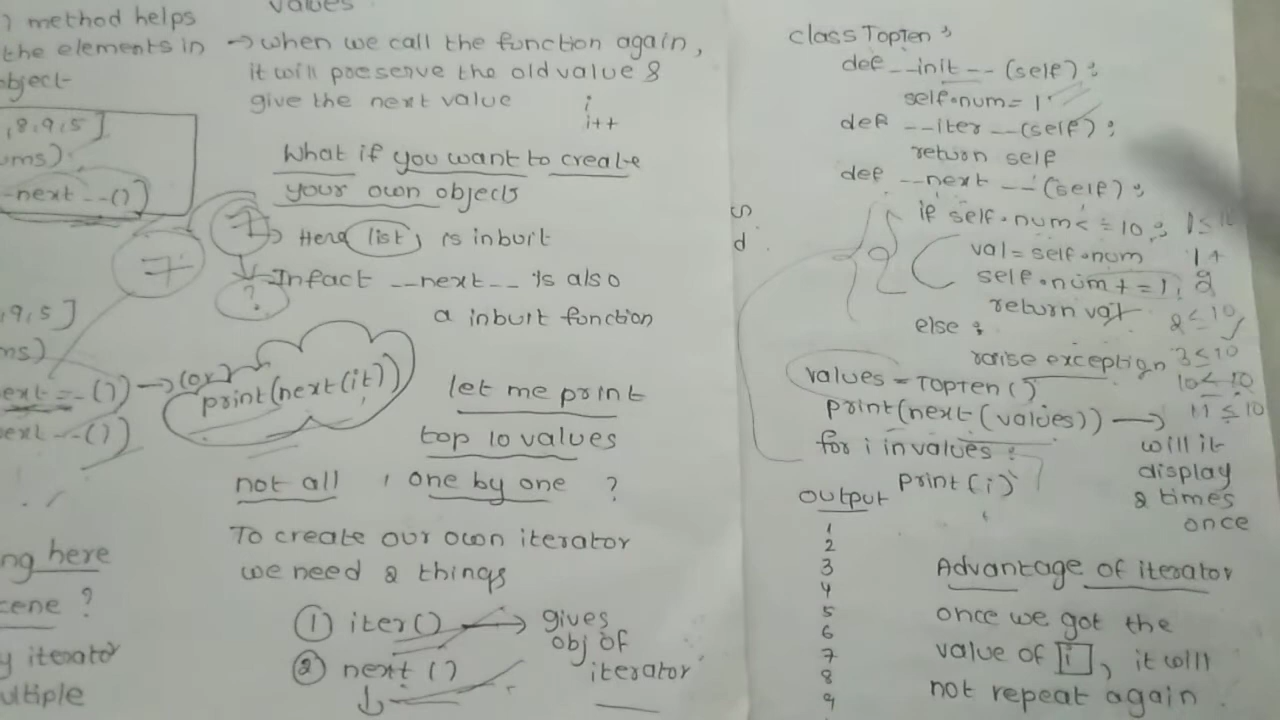 ) method helps
the elements in
object
,8,9,5]
ums)
next --()]
,9,5]
ms)
ext = -()) → (or)
ext --()]
ng here
cene ?
y iterator
ultiple
values
→ when we call the function again,
it will preserve the old value &
give the next value
i
i++
What if you want to create
your own objects
7
7 → Here list, is inbuilt
?
Infact __next__ is also
a inbuilt function
print(next(it))
let me print
top 10 values
not all , one by one ?
To create our own iterator
we need 2 things
① iter() → gives
obj of
iterator
② next ()
class Topten :
def __init__ (self) :
self.num = 1
def __iter__ (self) :
return self
def __next__ (self) :
if self.num <= 10 : 1 ≤ 10
val = self.num 1+
self.num += 1 2
return val 2 ≤ 10
else :
raise exception 3 ≤ 10
values = TOPTen () 10 ≤ 10
print(next (values)) → 11 ≤ 10
for i in values :
print (i)
will it
display
2 times
once
S.
d
output
1
2
3
4
5
6
7
8
9
Advantage of iterator
once we got the
value of i, it will
not repeat again